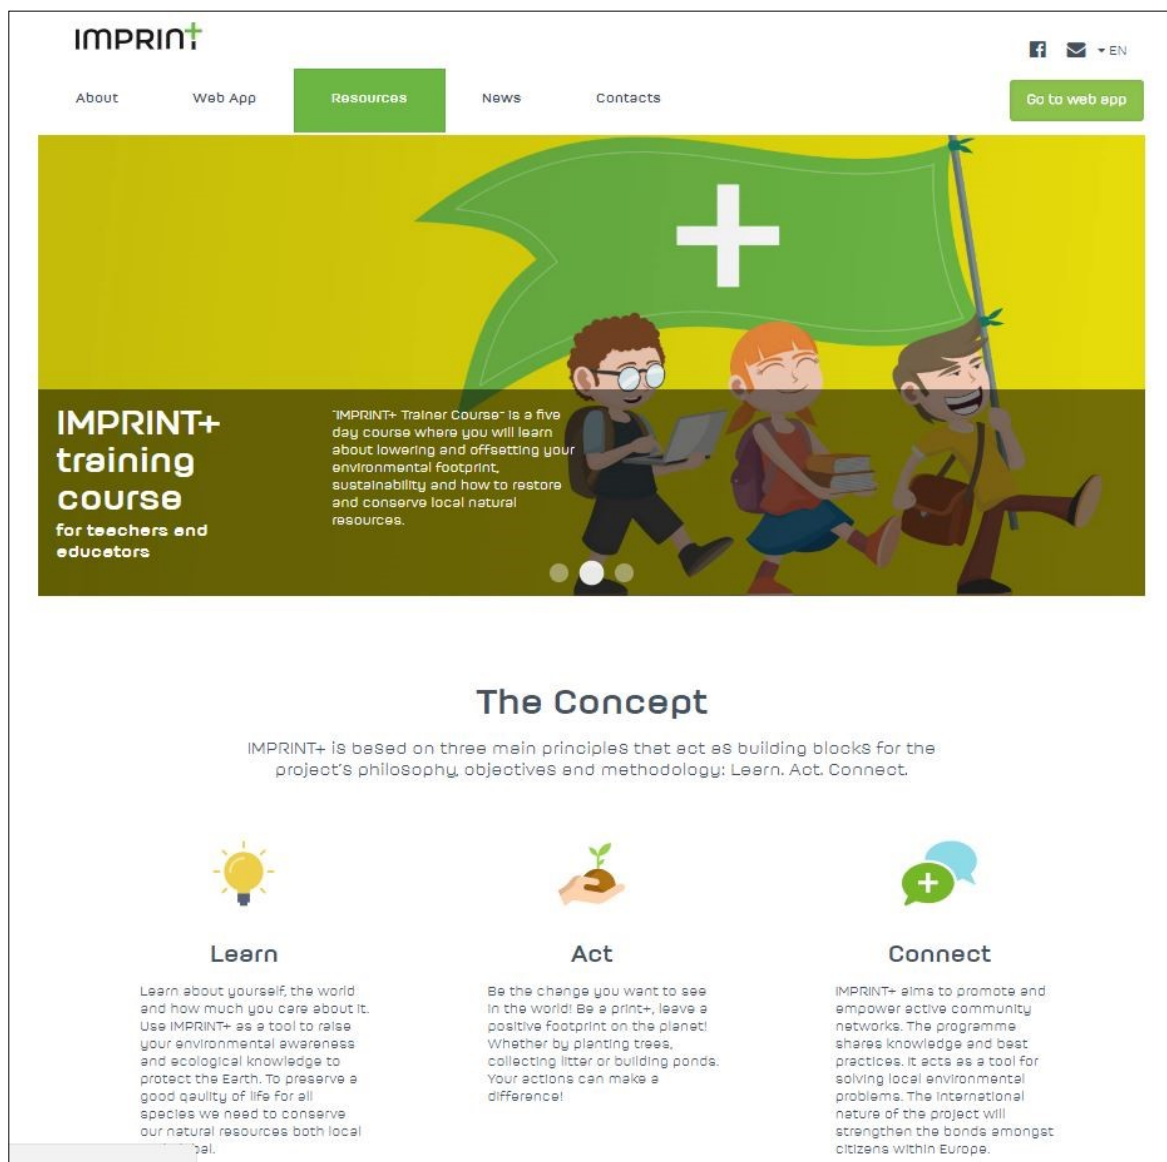 IMPRINT
EN
About Web App Resources News Contacts
Go to web app
IMPRINT+
training
course
for teachers and
educators
"IMPRINT+ Trainer Course" is a five
day course where you will learn
about lowering and offsetting your
environmental footprint,
sustainability and how to restore
and conserve local natural
resources.
The Concept
IMPRINT+ is based on three main principles that act as building blocks for the
project's philosophy, objectives and methodology: Learn. Act. Connect.
Learn
Learn about yourself, the world
and how much you care about it.
Use IMPRINT+ as a tool to raise
your environmental awareness
and ecological knowledge to
protect the Earth. To preserve a
good qaulity of life for all
species we need to conserve
our natural resources both local
Act
Be the change you want to see
in the world! Be a print+, leave a
positive footprint on the planet!
Whether by planting trees,
collecting litter or building ponds.
Your actions can make a
difference!
Connect
IMPRINT+ aims to promote and
empower active community
networks. The programme
shares knowledge and best
practices. It acts as a tool for
solving local environmental
problems. The international
nature of the project will
strengthen the bonds amongst
citizens within Europe.